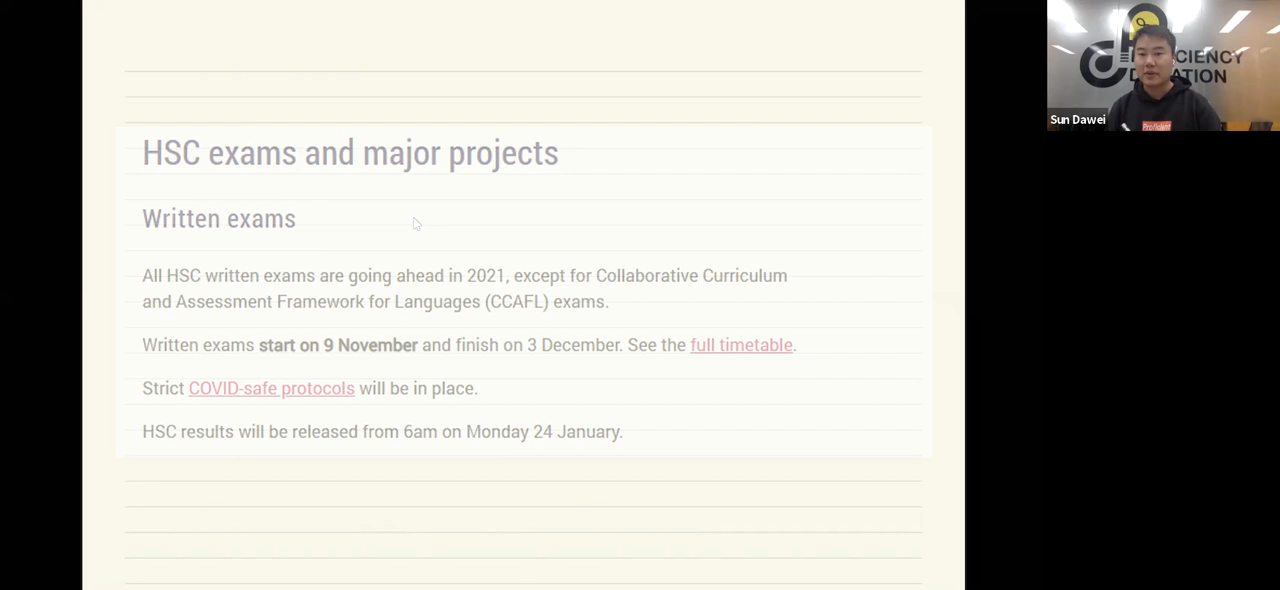 HSC exams and major projects
Written exams
All HSC written exams are going ahead in 2021, except for Collaborative Curriculum
and Assessment Framework for Languages (CCAFL) exams.
Written exams start on 9 November and finish on 3 December. See the full timetable.
Strict COVID-safe protocols will be in place.
HSC results will be released from 6am on Monday 24 January.
CIENCY
ATION
Sun Dawei